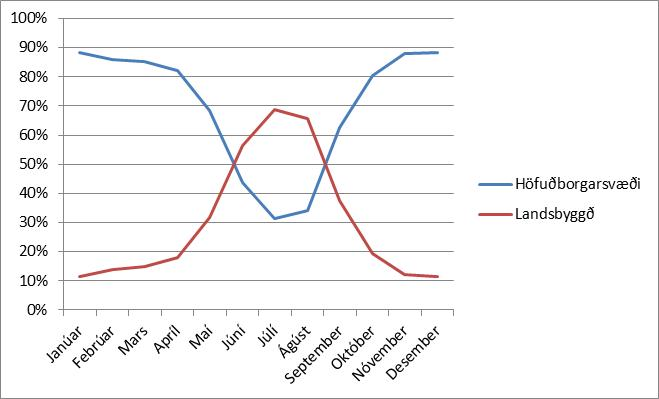 100%
90%
80%
70%
60%
50%
40%
30%
20%
10%
0%
Janúar
Febrúar
Mars
Apríl
Maí
Júní
Júlí
Ágúst
September
Október
Nóvember
Desember
Höfuðborgarsvæði
Landsbyggð